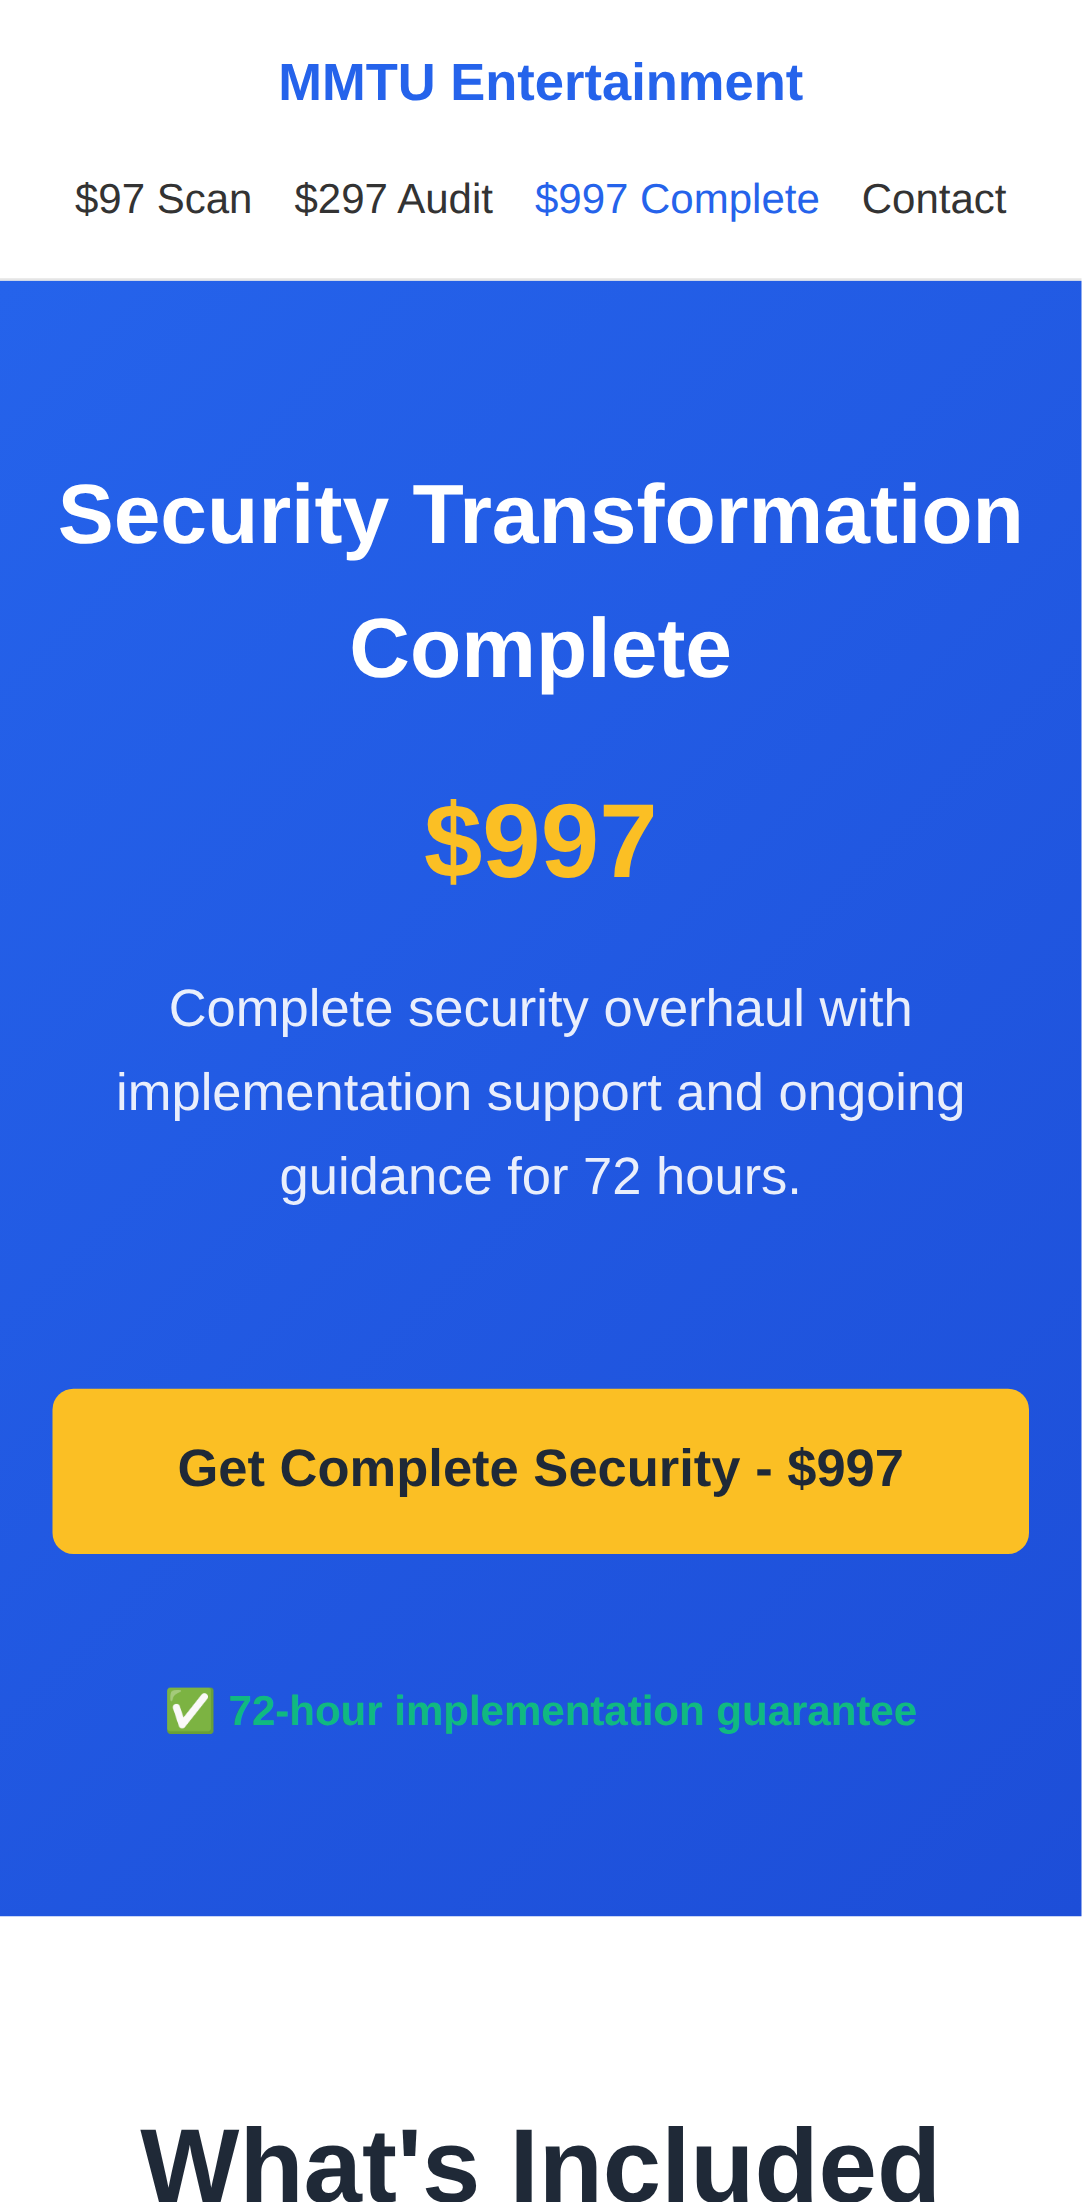 MMTU Entertainment
$97 Scan $297 Audit $997 Complete Contact
Security Transformation
Complete
$997
Complete security overhaul with
implementation support and ongoing
guidance for 72 hours.
Get Complete Security - $997
✅ 72-hour implementation guarantee
What's Included